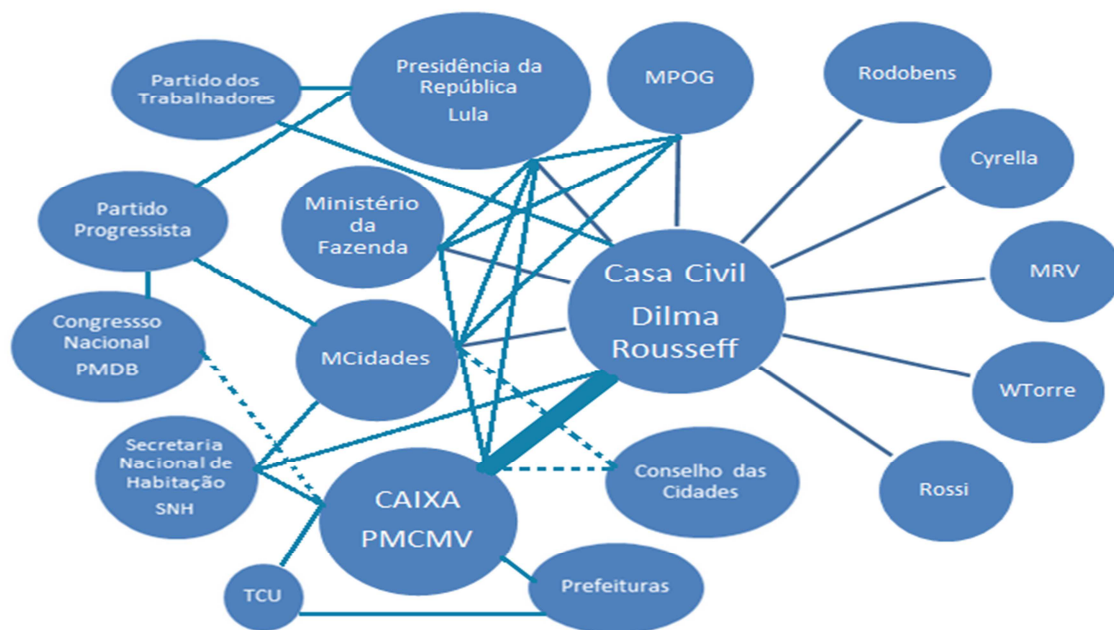 Partido dos
Trabalhadores
Presidência da
República
Lula
MPOG
Rodobens
Cyrella
Partido
Progressista
Ministério
da
Fazenda
Casa Civil
Dilma
Rousseff
MRV
Congressso
Nacional
PMDB
MCidades
WTorre
Secretaria
Nacional de
Habitação
SNH
CAIXA
PMCMV
Conselho das
Cidades
Rossi
TCU
Prefeituras